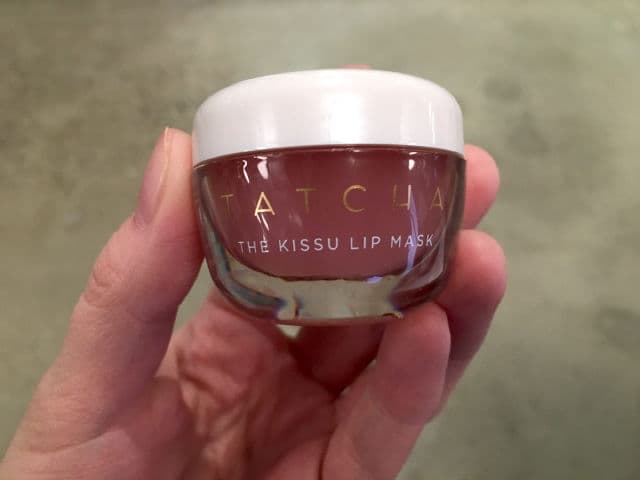 TATCHA
THE KISSU LIP MASK